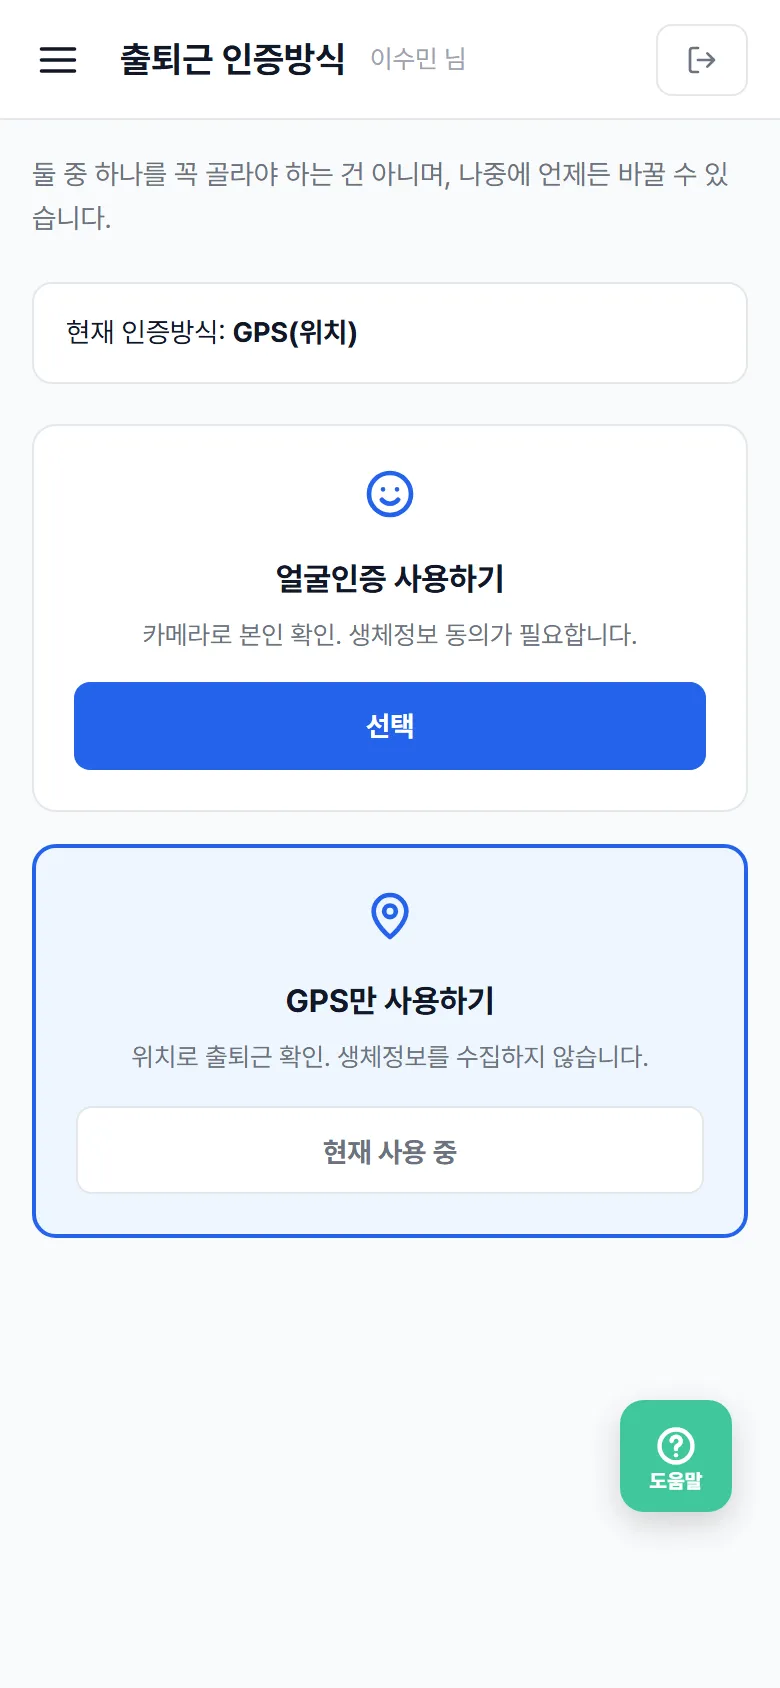 출퇴근 인증방식 이수민 님
둘 중 하나를 꼭 골라야 하는 건 아니며, 나중에 언제든 바꿀 수 있
습니다.
현재 인증방식: GPS(위치)
얼굴인증 사용하기
카메라로 본인 확인. 생체정보 동의가 필요합니다.
선택
GPS만 사용하기
위치로 출퇴근 확인. 생체정보를 수집하지 않습니다.
현재 사용 중
도움말